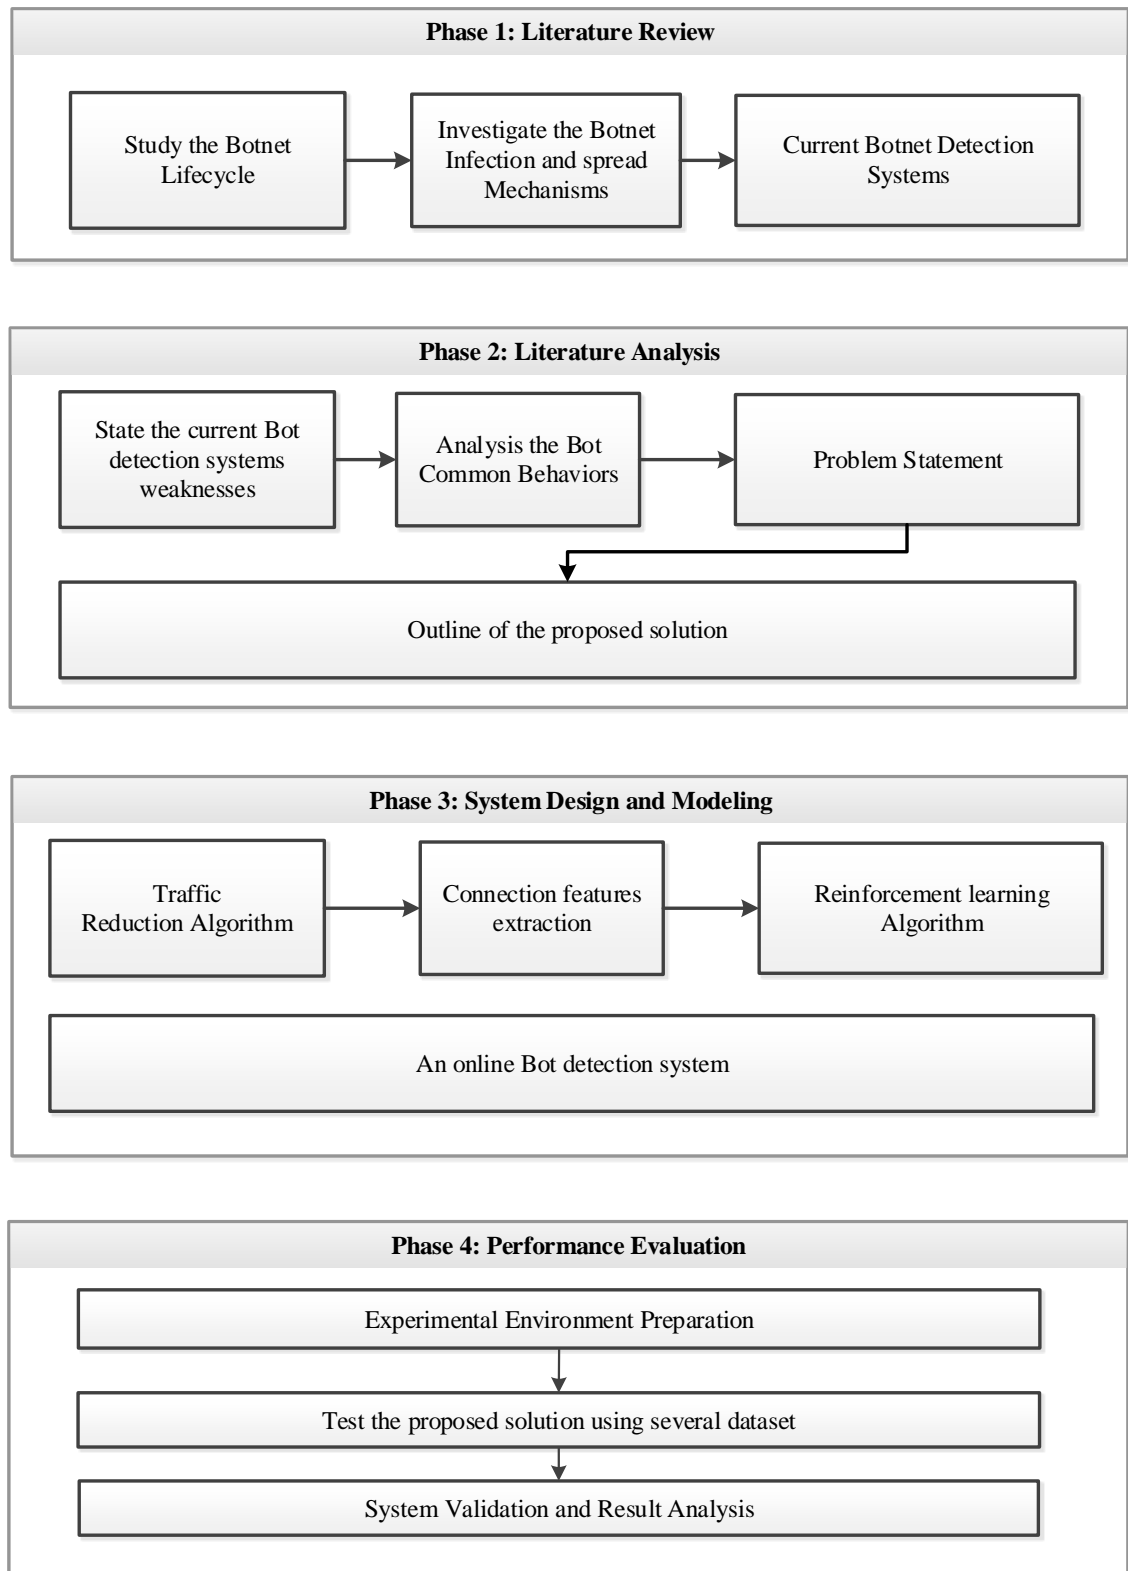 Phase 1: Literature Review
Study the Botnet
Lifecycle
Investigate the Botnet
Infection and spread
Mechanisms
Current Botnet Detection
Systems
Phase 2: Literature Analysis
State the current Bot
detection systems
weaknesses
Analysis the Bot
Common Behaviors
Problem Statement
Outline of the proposed solution
Phase 3: System Design and Modeling
Traffic
Reduction Algorithm
Connection features
extraction
Reinforcement learning
Algorithm
An online Bot detection system
Phase 4: Performance Evaluation
Experimental Environment Preparation
Test the proposed solution using several dataset
System Validation and Result Analysis